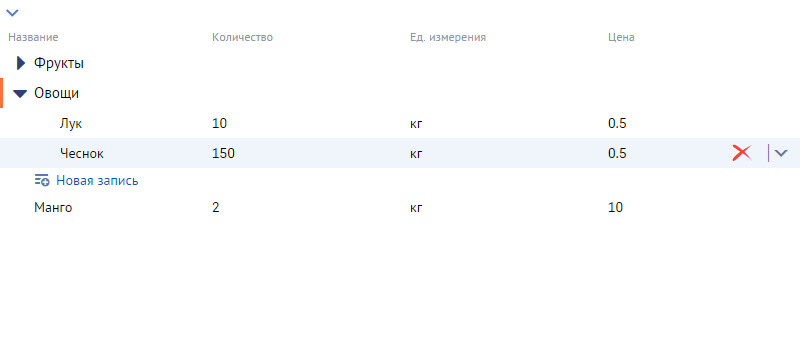 Название Количество Ед. измерения Цена
Фрукты
Овощи
Лук 10 кг 0.5
Чеснок 150 кг 0.5
Новая запись
Манго 2 кг 10